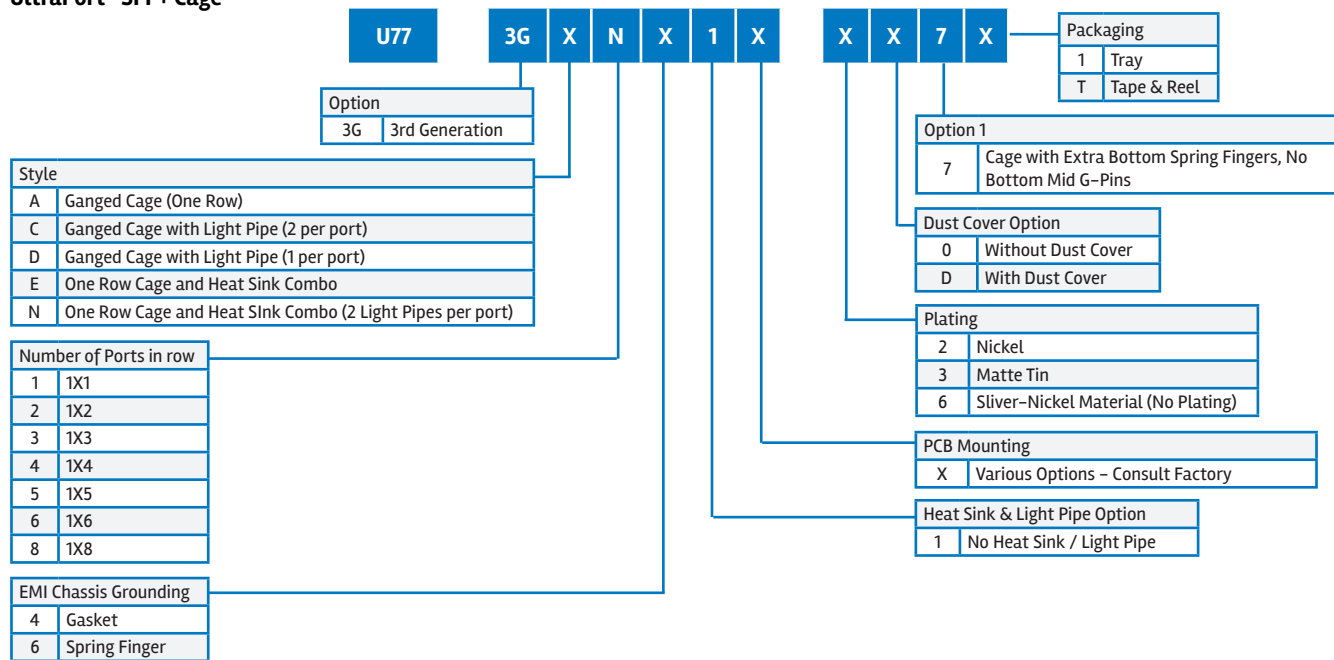 U77 3G X N X 1 X X X 7 X
Packaging
1 Tray
T Tape & Reel
Option
3G 3rd Generation
Option 1
7 Cage with Extra Bottom Spring Fingers, No
Bottom Mid G-Pins
Style
A Ganged Cage (One Row)
C Ganged Cage with Light Pipe (2 per port)
D Ganged Cage with Light Pipe (1 per port)
E One Row Cage and Heat Sink Combo
N One Row Cage and Heat SInk Combo (2 Light Pipes per port)
Dust Cover Option
0 Without Dust Cover
D With Dust Cover
Plating
2 Nickel
3 Matte Tin
6 Sliver-Nickel Material (No Plating)
Number of Ports in row
1 1X1
2 1X2
3 1X3
4 1X4
5 1X5
6 1X6
8 1X8
PCB Mounting
X Various Options - Consult Factory
Heat Sink & Light Pipe Option
1 No Heat Sink / Light Pipe
EMI Chassis Grounding
4 Gasket
6 Spring Finger